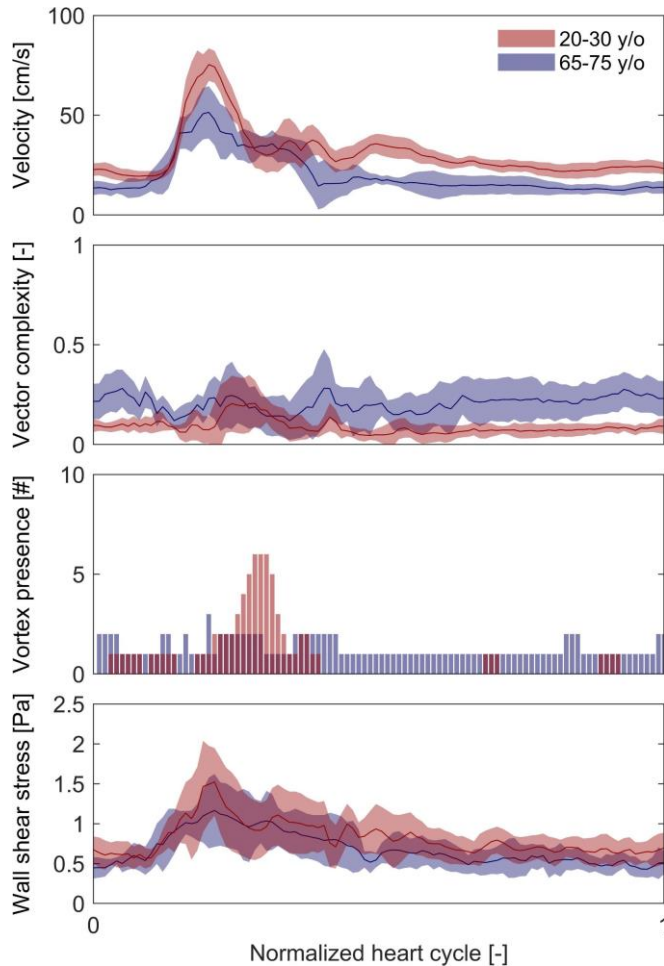 100
50
0
Velocity [cm/s]
20-30 y/o
65-75 y/o
1
0.5
0
Vector complexity [-]
10
5
0
Vortex presence [#]
2.5
2
1.5
1
0.5
0
Wall shear stress [Pa]
0
1
Normalized heart cycle [-]